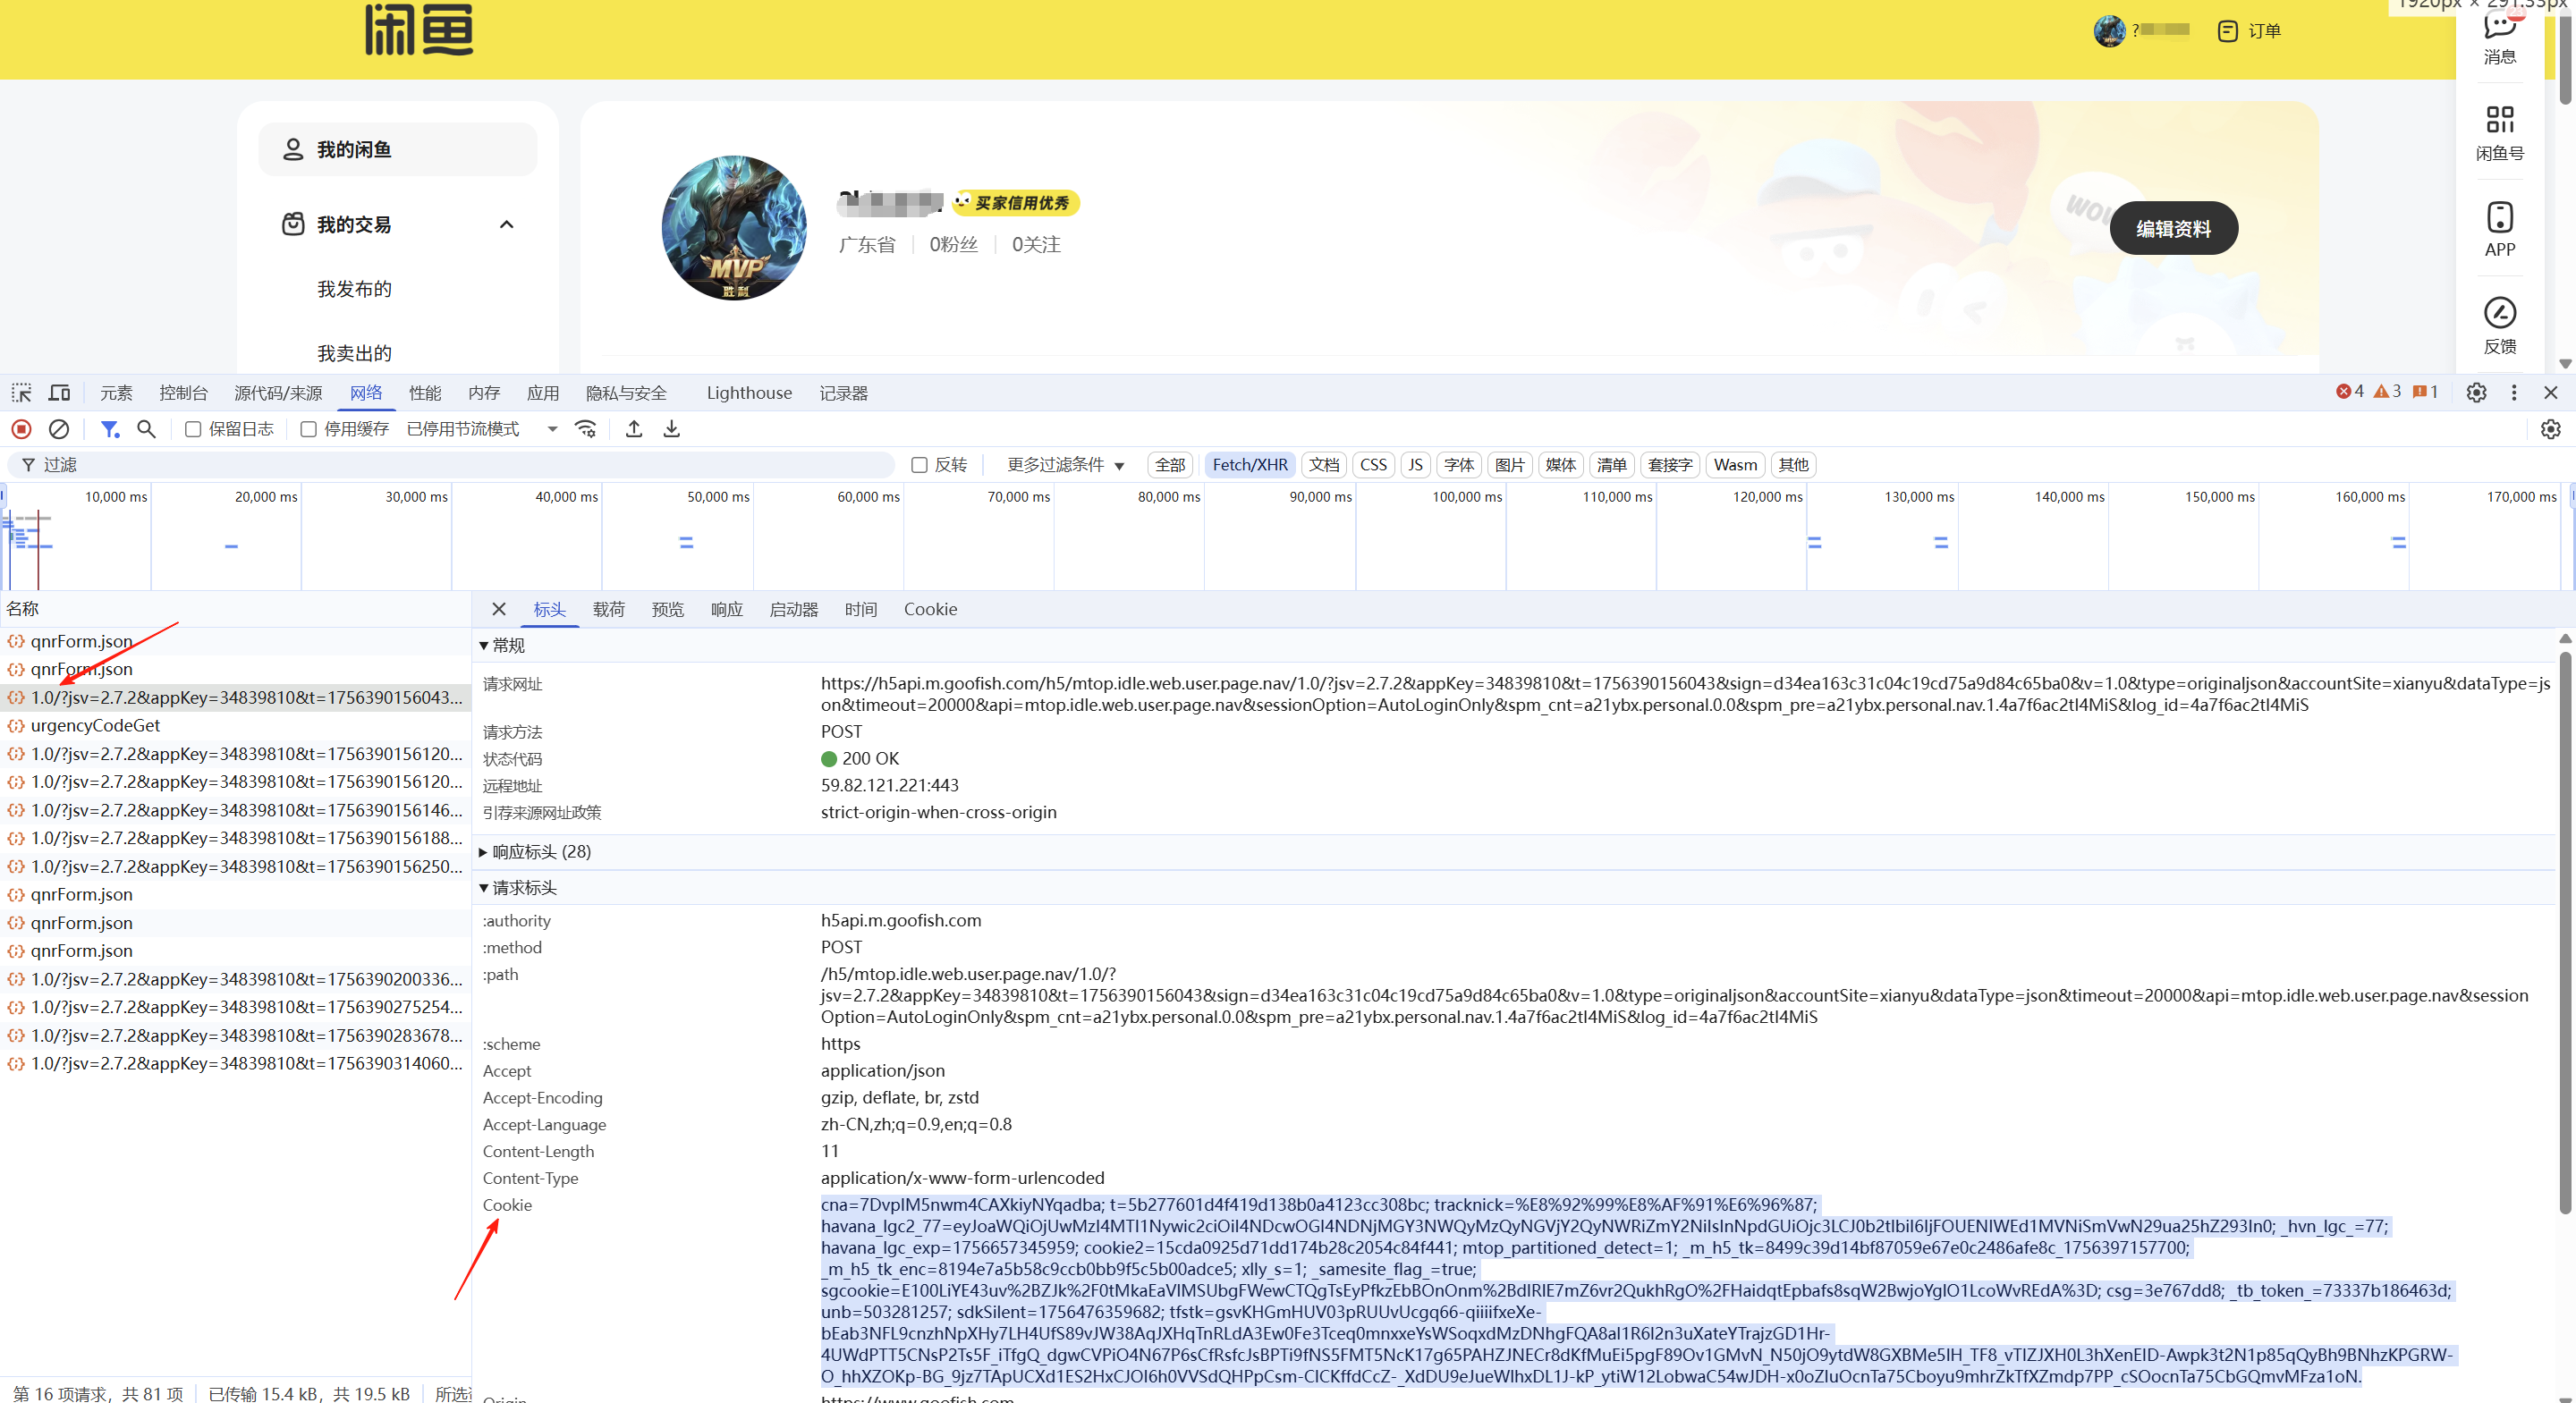 1920px × 291.33px
闲鱼
?
订单
消息
闲鱼号
APP
反馈
我的闲鱼
我的交易
我发布的
我卖出的
MVP
胜利
买家信用优秀
广东省 0粉丝 0关注
WOW
编辑资料
元素 控制台 源代码/来源 网络 性能 内存 应用 隐私与安全 Lighthouse 记录器 4 3 1
保留日志 停用缓存 已停用节流模式
过滤 反转 更多过滤条件 全部 Fetch/XHR 文档 CSS JS 字体 图片 媒体 清单 套接字 Wasm 其他
10,000 ms 20,000 ms 30,000 ms 40,000 ms 50,000 ms 60,000 ms 70,000 ms 80,000 ms 90,000 ms 100,000 ms 110,000 ms 120,000 ms 130,000 ms 140,000 ms 150,000 ms 160,000 ms 170,000 ms
名称
qnrForm.json
qnrForm.json
1.0/?jsv=2.7.2&appKey=34839810&t=1756390156043...
urgencyCodeGet
1.0/?jsv=2.7.2&appKey=34839810&t=1756390156120...
1.0/?jsv=2.7.2&appKey=34839810&t=1756390156120...
1.0/?jsv=2.7.2&appKey=34839810&t=1756390156146...
1.0/?jsv=2.7.2&appKey=34839810&t=1756390156188...
1.0/?jsv=2.7.2&appKey=34839810&t=1756390156250...
qnrForm.json
qnrForm.json
qnrForm.json
1.0/?jsv=2.7.2&appKey=34839810&t=1756390200336...
1.0/?jsv=2.7.2&appKey=34839810&t=1756390275254...
1.0/?jsv=2.7.2&appKey=34839810&t=1756390283678...
1.0/?jsv=2.7.2&appKey=34839810&t=1756390314060...
第 16 项请求，共 81 项 已传输 15.4 kB，共 19.5 kB
标头 载荷 预览 响应 启动器 时间 Cookie
常规
请求网址 https://h5api.m.goofish.com/h5/mtop.idle.web.user.page.nav/1.0/?jsv=2.7.2&appKey=34839810&t=1756390156043&sign=d34ea163c31c04c19cd75a9d84c65ba0&v=1.0&type=originaljson&accountSite=xianyu&dataType=js
on&timeout=20000&api=mtop.idle.web.user.page.nav&sessionOption=AutoLoginOnly&spm_cnt=a21ybx.personal.0.0&spm_pre=a21ybx.personal.nav.1.4a7f6ac2tI4MiS&log_id=4a7f6ac2tI4MiS
请求方法 POST
状态代码 200 OK
远程地址 59.82.121.221:443
引荐来源网址政策 strict-origin-when-cross-origin
响应标头 (28)
请求标头
:authority h5api.m.goofish.com
:method POST
:path /h5/mtop.idle.web.user.page.nav/1.0/?
jsv=2.7.2&appKey=34839810&t=1756390156043&sign=d34ea163c31c04c19cd75a9d84c65ba0&v=1.0&type=originaljson&accountSite=xianyu&dataType=json&timeout=20000&api=mtop.idle.web.user.page.nav&session
Option=AutoLoginOnly&spm_cnt=a21ybx.personal.0.0&spm_pre=a21ybx.personal.nav.1.4a7f6ac2tI4MiS&log_id=4a7f6ac2tI4MiS
:scheme https
Accept application/json
Accept-Encoding gzip, deflate, br, zstd
Accept-Language zh-CN,zh;q=0.9,en;q=0.8
Content-Length 11
Content-Type application/x-www-form-urlencoded
Cookie cna=7DvpIM5nwm4CAXkiyNYqadba; t=5b277601d4f419d138b0a4123cc308bc; tracknick=%E8%92%99%E8%AF%91%E6%96%87;
_hvn_lgc_=77;
havana_lgc_exp=1756657345959; cookie2=15cda0925d71dd174b28c2054c84f441; mtop_partitioned_detect=1; _m_h5_tk=8499c39d14bf87059e67e0c2486afe8c_1756397157700;
_m_h5_tk_enc=8194e7a5b58c9ccb0bb9f5c5b00adce5; xlly_s=1; _samesite_flag_=true;
csg=3e767dd8; _tb_token_=73337b186463d;
unb=503281257; sdkSilent=1756476359682;
https://www.goofish.com